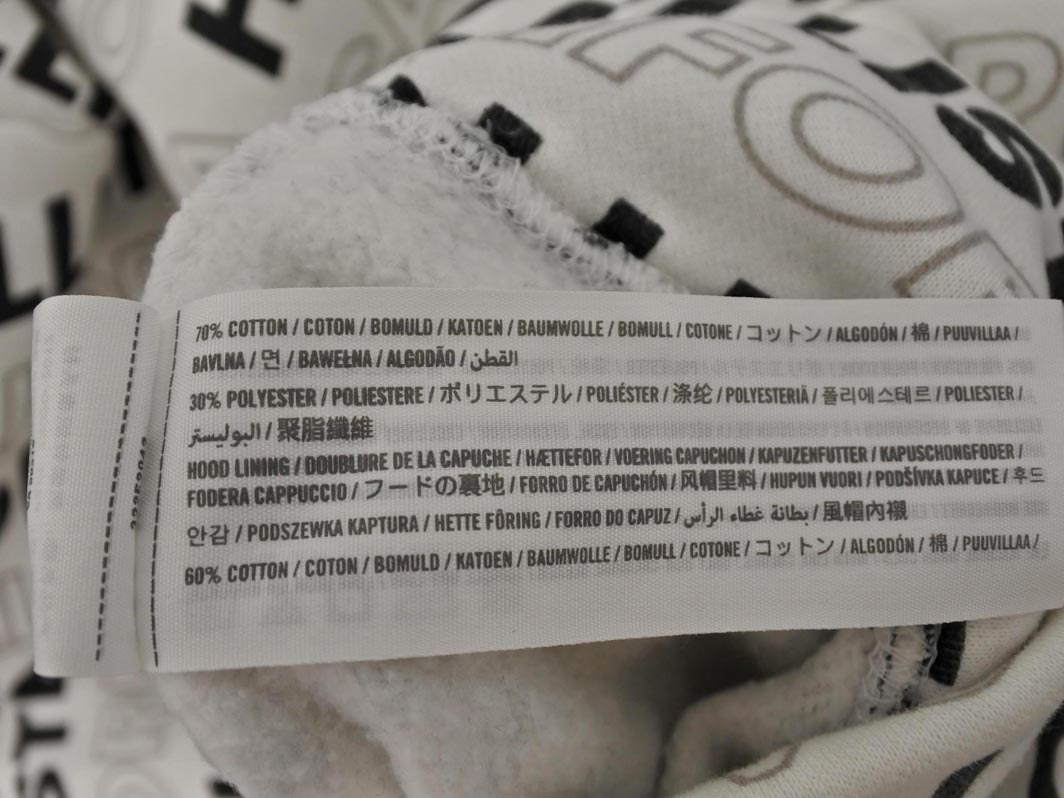 70% COTTON / COTON / BOMULD / KATOEN / BAUMWOLLE / BOMULL / COTONE / コットン / ALGODÓN / 棉 / PUUVILLAA /
BAVLNA / 면 / BAWEŁNA / ALGODÃO / القطن
30% POLYESTER / POLIESTERE / ポリエステル / POLIÉSTER / 涤纶 / POLYESTERIÄ / 폴리에스테르 / POLIESTER /
البوليستر / 聚脂纖維
HOOD LINING / DOUBLURE DE LA CAPUCHE / HÆTTEFOR / VOERING CAPUCHON / KAPUZENFUTTER / KAPUSCHONGFODER /
FODERA CAPPUCCIO / フードの裏地 / FORRO DE CAPUCHÓN / 风帽里料 / HUPUN VUORI / PODŠÍVKA KAPUCE / 후드
안감 / PODSZEWKA KAPTURA / HETTE FÔRING / FORRO DO CAPUZ / بطانة غطاء الرأس / 風帽內襯
60% COTTON / COTON / BOMULD / KATOEN / BAUMWOLLE / BOMULL / COTONE / コットン / ALGODÓN / 棉 / PUUVILLAA /